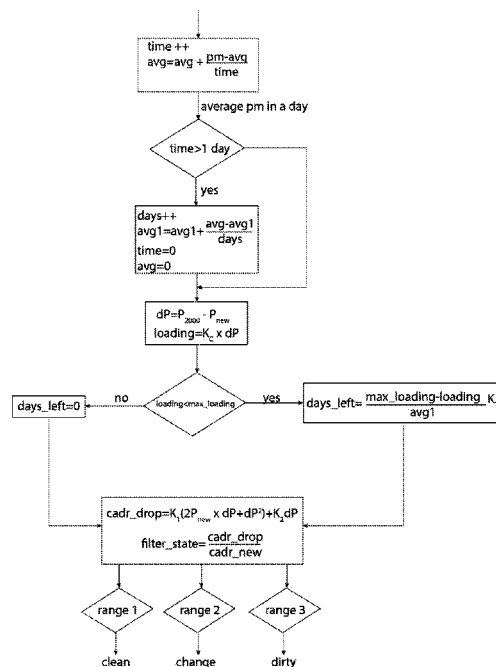 time ++
avg=avg + pm-avg
time
average pm in a day
time>1 day
yes
days++
avg1=avg1+ avg-avg1
days
time=0
avg=0
dP=P2000 - Pnew
loading=Kc x dP
loading<max_loading
no
yes
days_left=0
days_left= max_loading-loading K
avg1
cadr_drop=K1(2Pnew x dP+dP²)+K2dP
filter_state= cadr_drop
cadr_new
range 1
range 2
range 3
clean
change
dirty